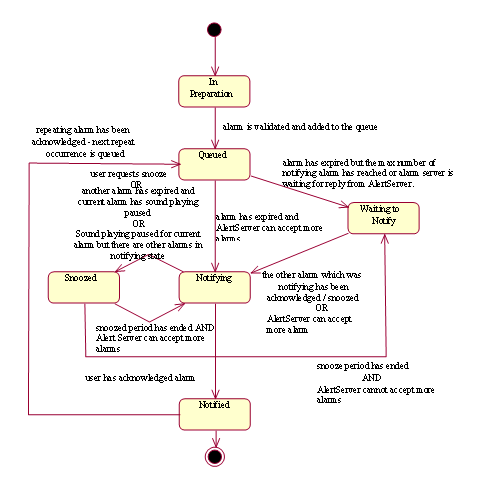 In
Preparation
alarm is validated and added to the queue
repeating alarm has been
acknowledged - next repeat
occurrence is queued
Queued
alarm has expired but the max number of
notifying alarm has reached or alarm server is
waiting for reply from AlertServer.
user requests snooze
OR
another alarm has expired and
current alarm has sound playing
paused
OR
Sound playing paused for current
alarm but there are other alarms in
notifying state
alarm has expired and
AlertServer can accept more
alarms
Waiting to
Notify
Snoozed
Notifying
the other alarm which was
notifying has been
acknowledged / snoozed
OR
AlertServer can accept
more alarm
snoozed period has ended AND
Alert Server can accept more
alarms
snooze period has ended
AND
AlertServer cannot accept more
alarms
user has acknowledged alarm
Notified